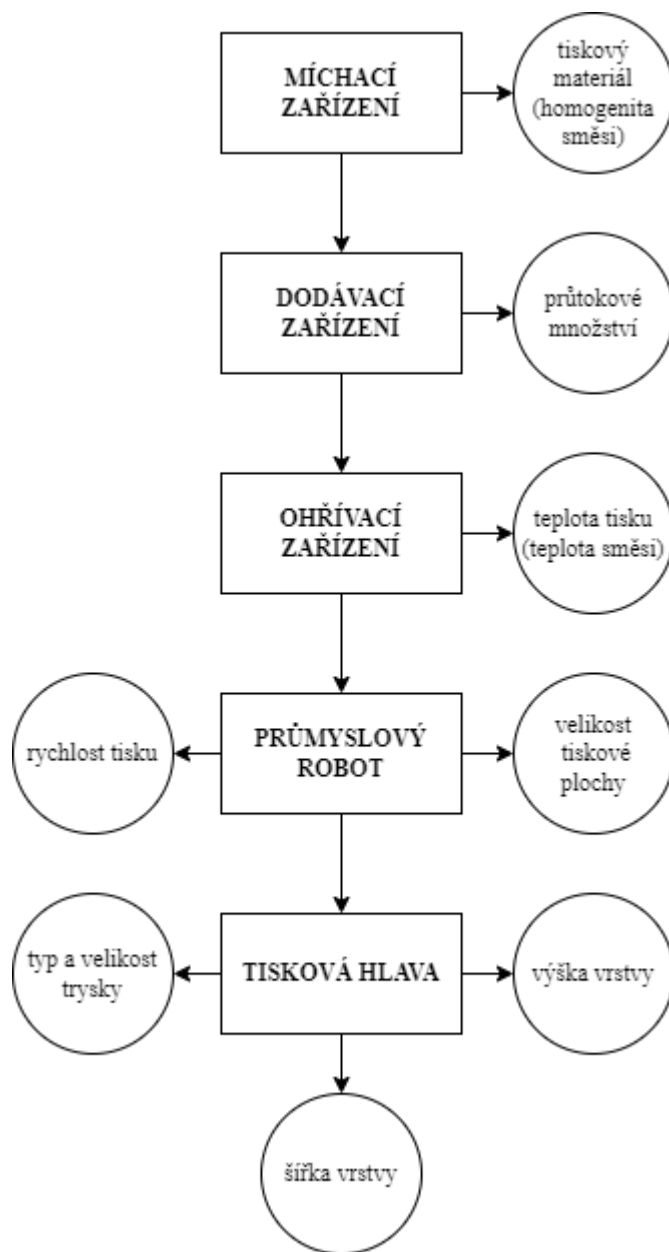 MÍCHACÍ
ZAŘÍZENÍ
tiskový
materiál
(homogenita
směsi)
DODÁVACÍ
ZAŘÍZENÍ
průtokové
množství
OHŘÍVACÍ
ZAŘÍZENÍ
teplota tisku
(teplota směsi)
rychlost tisku
PRŮMYSLOVÝ
ROBOT
velikost
tiskové
plochy
typ a velikost
trysky
TISKOVÁ HLAVA
výška vrstvy
šířka vrstvy